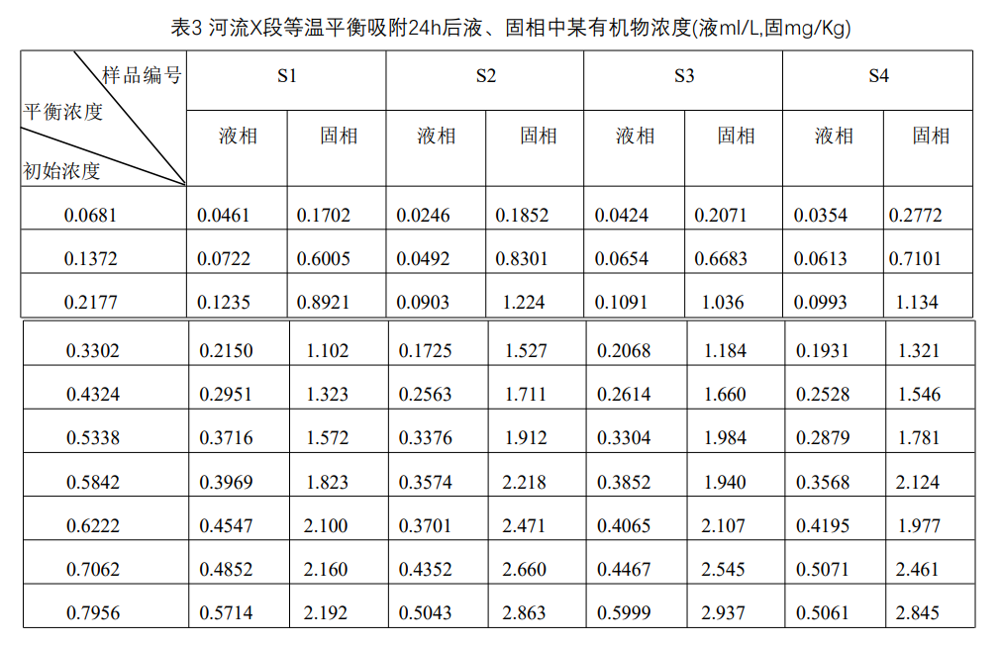 表3 河流X段等温平衡吸附24h后液、固相中某有机物浓度(液ml/L,固mg/Kg)
样品编号 S1 S2 S3 S4
平衡浓度
液相 固相 液相 固相 液相 固相 液相 固相
初始浓度
0.0681 0.0461 0.1702 0.0246 0.1852 0.0424 0.2071 0.0354 0.2772
0.1372 0.0722 0.6005 0.0492 0.8301 0.0654 0.6683 0.0613 0.7101
0.2177 0.1235 0.8921 0.0903 1.224 0.1091 1.036 0.0993 1.134
0.3302 0.2150 1.102 0.1725 1.527 0.2068 1.184 0.1931 1.321
0.4324 0.2951 1.323 0.2563 1.711 0.2614 1.660 0.2528 1.546
0.5338 0.3716 1.572 0.3376 1.912 0.3304 1.984 0.2879 1.781
0.5842 0.3969 1.823 0.3574 2.218 0.3852 1.940 0.3568 2.124
0.6222 0.4547 2.100 0.3701 2.471 0.4065 2.107 0.4195 1.977
0.7062 0.4852 2.160 0.4352 2.660 0.4467 2.545 0.5071 2.461
0.7956 0.5714 2.192 0.5043 2.863 0.5999 2.937 0.5061 2.845